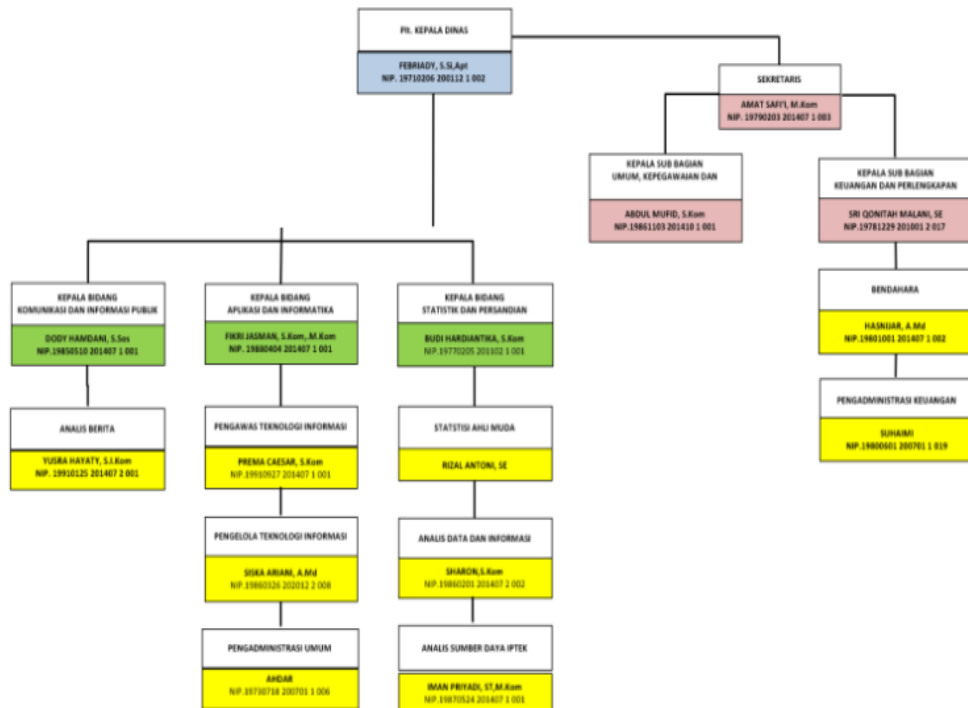 Plt. KEPALA DINAS
FEBRIADY, S.Si,Apt
NIP. 19710206 200112 1 002
SEKRETARIS
AMAT SAFI'I, M.Kom
NIP. 19790203 201407 1 003
KEPALA SUB BAGIAN
UMUM, KEPEGAWAIAN DAN
ABDUL MUFID, S.Kom
NIP.19861103 201410 1 001
KEPALA SUB BAGIAN
KEUANGAN DAN PERLENGKAPAN
SRI QONITAH MALANI, SE
NIP.19781229 201001 2 017
BENDAHARA
HASNIJAR, A.Md
NIP.19801001 201407 1 002
PENGADMINISTRASI KEUANGAN
SUHAIMI
NIP.19800601 200701 1 019
KEPALA BIDANG
KOMUNIKASI DAN INFORMASI PUBLIK
DODY HAMDANI, S.Sos
NIP.19850510 201407 1 001
ANALIS BERITA
YUSRA HAYATY, S.I.Kom
NIP. 19910125 201407 2 001
KEPALA BIDANG
APLIKASI DAN INFORMATIKA
FIKRI JASMAN, S.Kom,.M.Kom
NIP. 19880404 201407 1 001
PENGAWAS TEKNOLOGI INFORMASI
PREMA CAESAR, S.Kom
NIP.19910927 201407 1 001
PENGELOLA TEKNOLOGI INFORMASI
SISKA ARIANI, A.Md
NIP.19860326 202012 2 008
PENGADMINISTRASI UMUM
AHDAR
NIP.19730718 200701 1 006
KEPALA BIDANG
STATISTIK DAN PERSANDIAN
BUDI HARDIANTIKA, S.Kom
NIP.19770205 201102 1 001
STATSTISI AHLI MUDA
RIZAL ANTONI, SE
ANALIS DATA DAN INFORMASI
SHARON,S.Kom
NIP.19860201 201407 2 002
ANALIS SUMBER DAYA IPTEK
IMAN PRIYADI, ST,M.Kom
NIP.19870524 201407 1 001